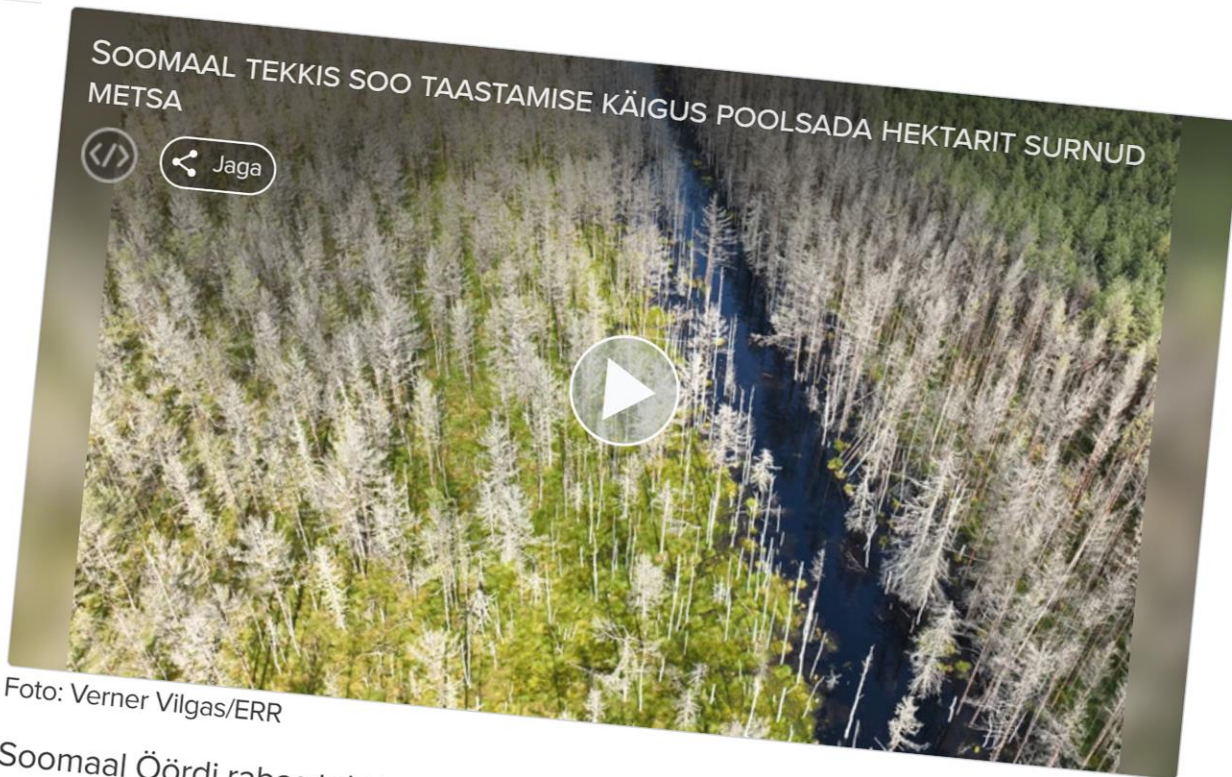 SOOMAAL TEKKIS SOO TAASTAMISE KÄIGUS POOLSADA HEKTARIT SURNUD
METSA
Jaga
Foto: Verner Vilgas/ERR
Soomaal Öördi